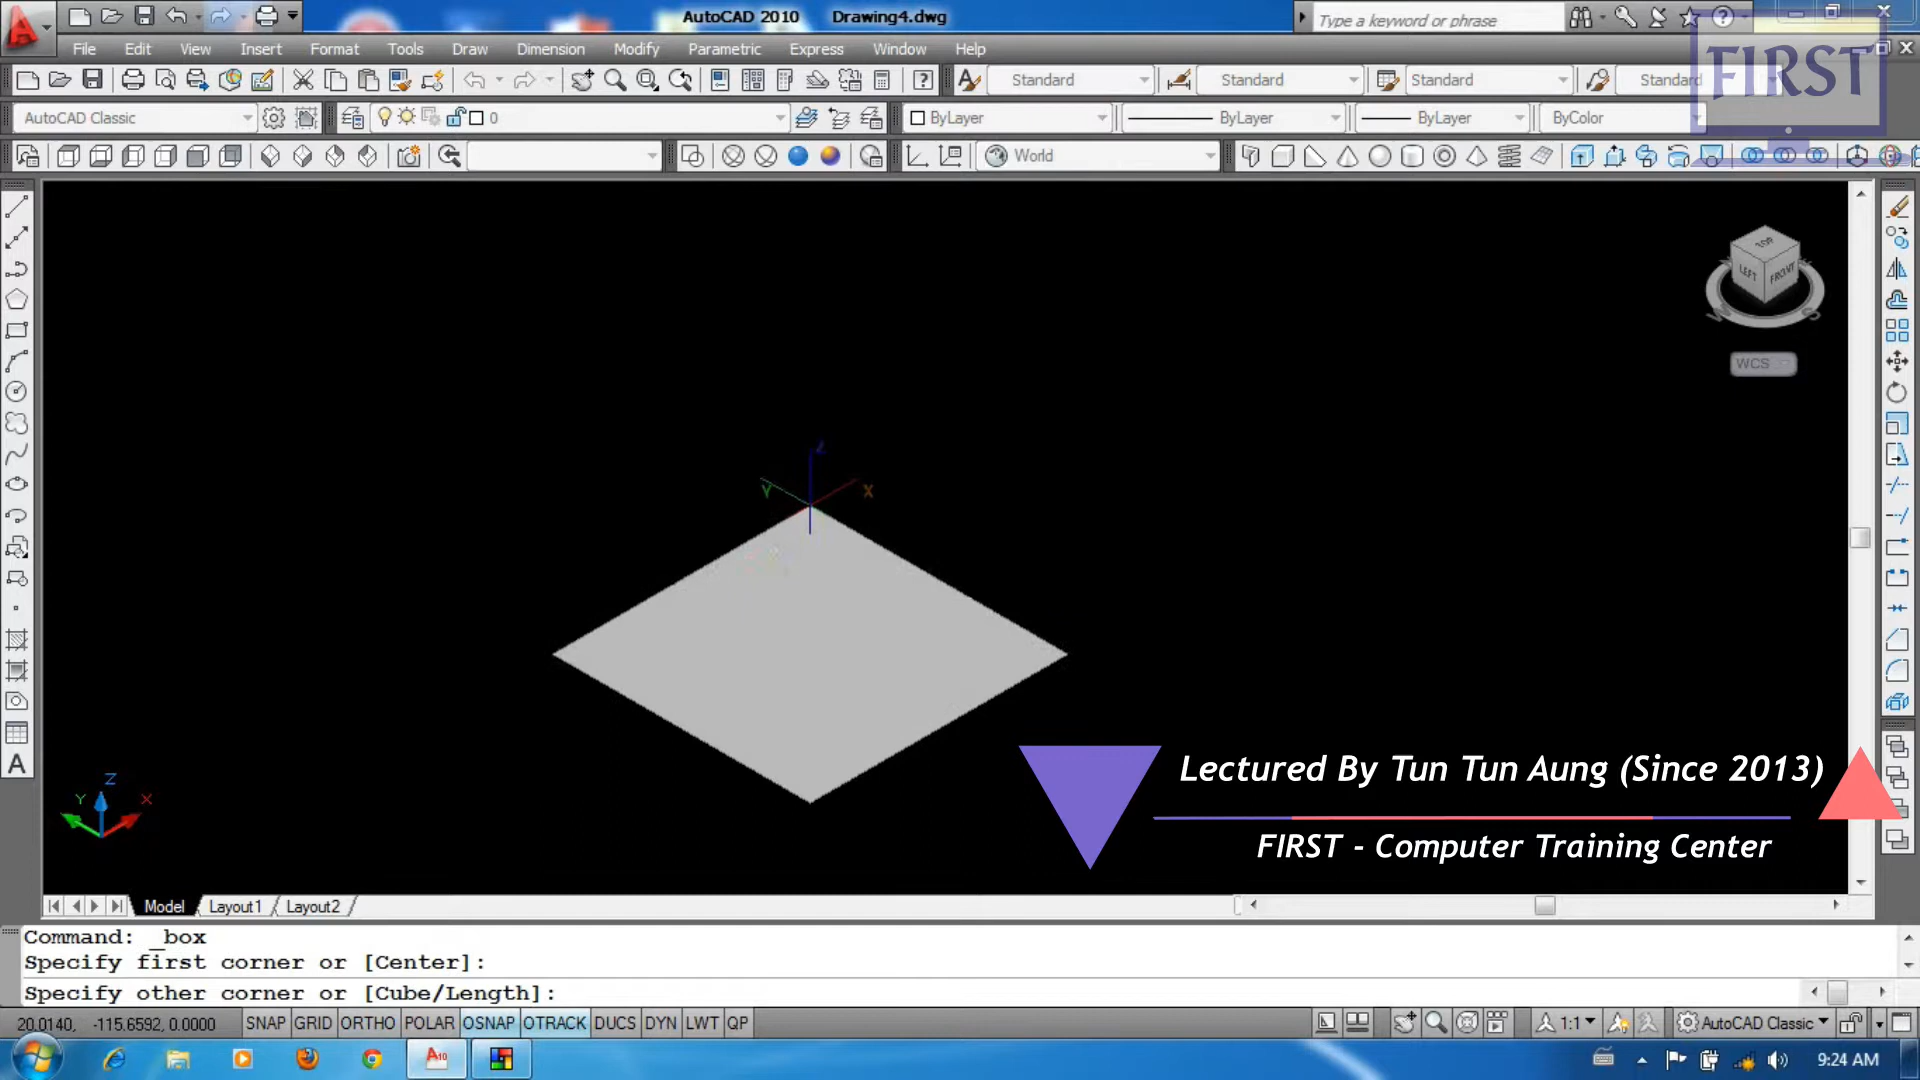 AutoCAD 2010 Drawing4.dwg
Type a keyword or phrase
File Edit View Insert Format Tools Draw Dimension Modify Parametric Express Window Help
FIRST
Standard Standard Standard Standard
AutoCAD Classic 0 ByLayer ByLayer ByLayer ByColor
World
TOP
LEFT FRONT
W S
WCS
Z
Y X
Lectured By Tun Tun Aung (Since 2013)
Z
Y X
FIRST - Computer Training Center
Model Layout1 Layout2
Command: _box
Specify first corner or [Center]:
Specify other corner or [Cube/Length]:
20.0140, -115.6592, 0.0000 SNAP GRID ORTHO POLAR OSNAP OTRACK DUCS DYN LWT QP 1:1 AutoCAD Classic
A10 9:24 AM